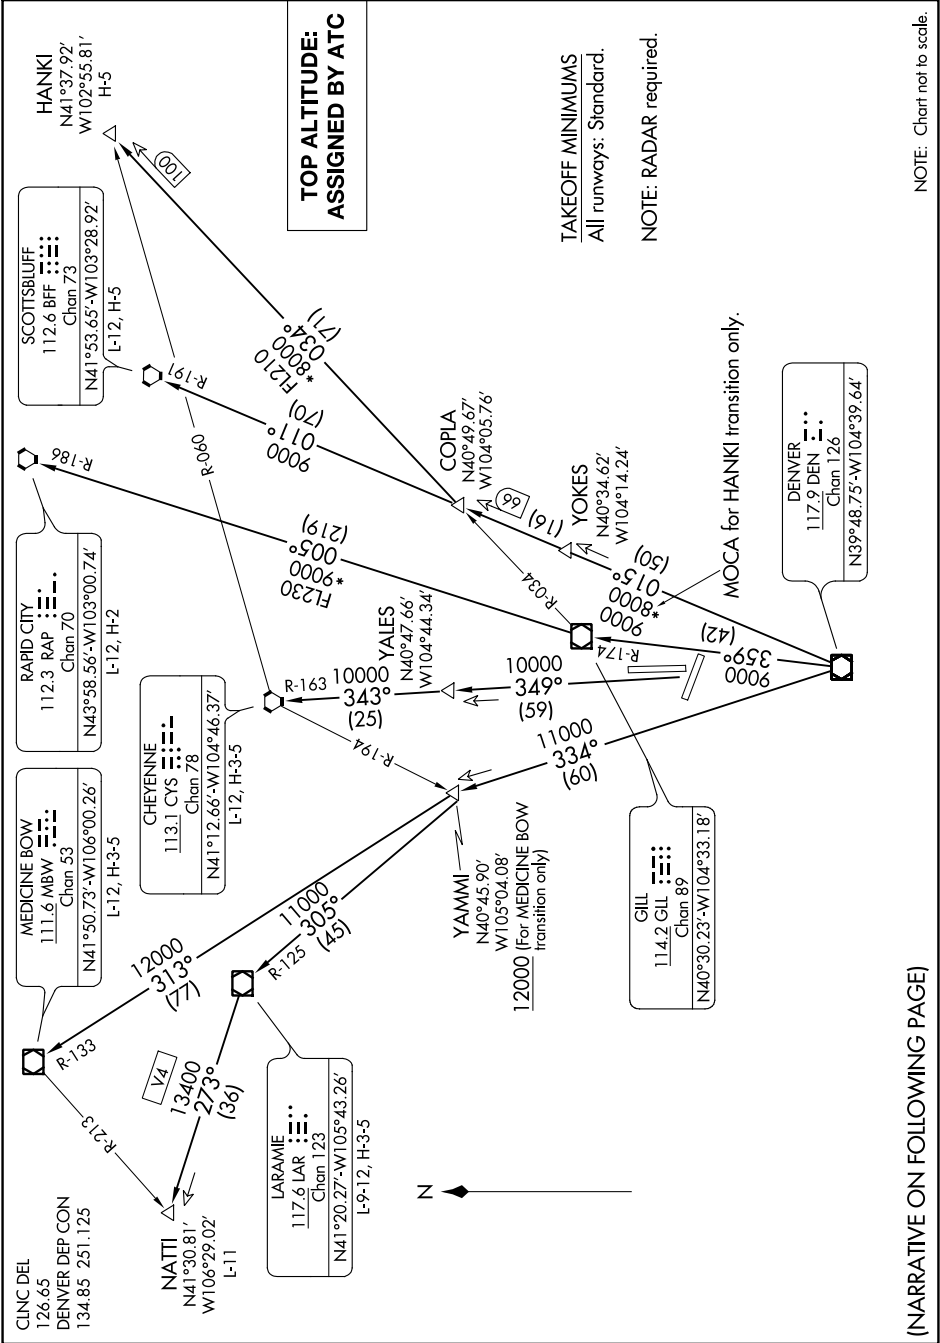 CLNC DEL
126.65
DENVER DEP CON
134.85 251.125
MEDICINE BOW
111.6 MBW
Chan 53
N41°50.73'-W106°00.26'
L-12, H-3-5
RAPID CITY
112.3 RAP
Chan 70
N43°58.56'-W103°00.74'
L-12, H-2
SCOTTSBLUFF
112.6 BFF
Chan 73
N41°53.65'-W103°28.92'
L-12, H-5
HANKI
N41°37.92'
W102°55.81'
H-5
TOP ALTITUDE:
ASSIGNED BY ATC
CHEYENNE
113.1 CYS
Chan 78
N41°12.66'-W104°46.37'
L-12, H-3-5
NATTI
N41°30.81'
W106°29.02'
L-11
R-213
R-133
V4
13400
273°
(36)
12000
313°
(77)
R-125
11000
305°
(45)
R-194
R-163
10000
343°
(25)
YALES
N40°47.66'
W104°44.34'
R-060
R-186
R-191
FL230
*9000
005°
(219)
9000
011°
(70)
FL210
*8000
034°
(71)
100
COPLA
N40°49.67'
W104°05.76'
66
(16)
YOKES
N40°34.62'
W104°14.24'
R-034
LARAMIE
117.6 LAR
Chan 123
N41°20.27'-W105°43.26'
L-9-12, H-3-5
YAMMI
N40°45.90'
W105°04.08'
12000 (For MEDICINE BOW
transition only)
11000
334°
(60)
10000
349°
(59)
R-174
9000
359°
(42)
9000
*8000
015°
(50)
MOCA for HANKI transition only.
GILL
114.2 GLL
Chan 89
N40°30.23'-W104°33.18'
DENVER
117.9 DEN
Chan 126
N39°48.75'-W104°39.64'
TAKEOFF MINIMUMS
All runways: Standard.
NOTE: RADAR required.
N
(NARRATIVE ON FOLLOWING PAGE)
NOTE: Chart not to scale.